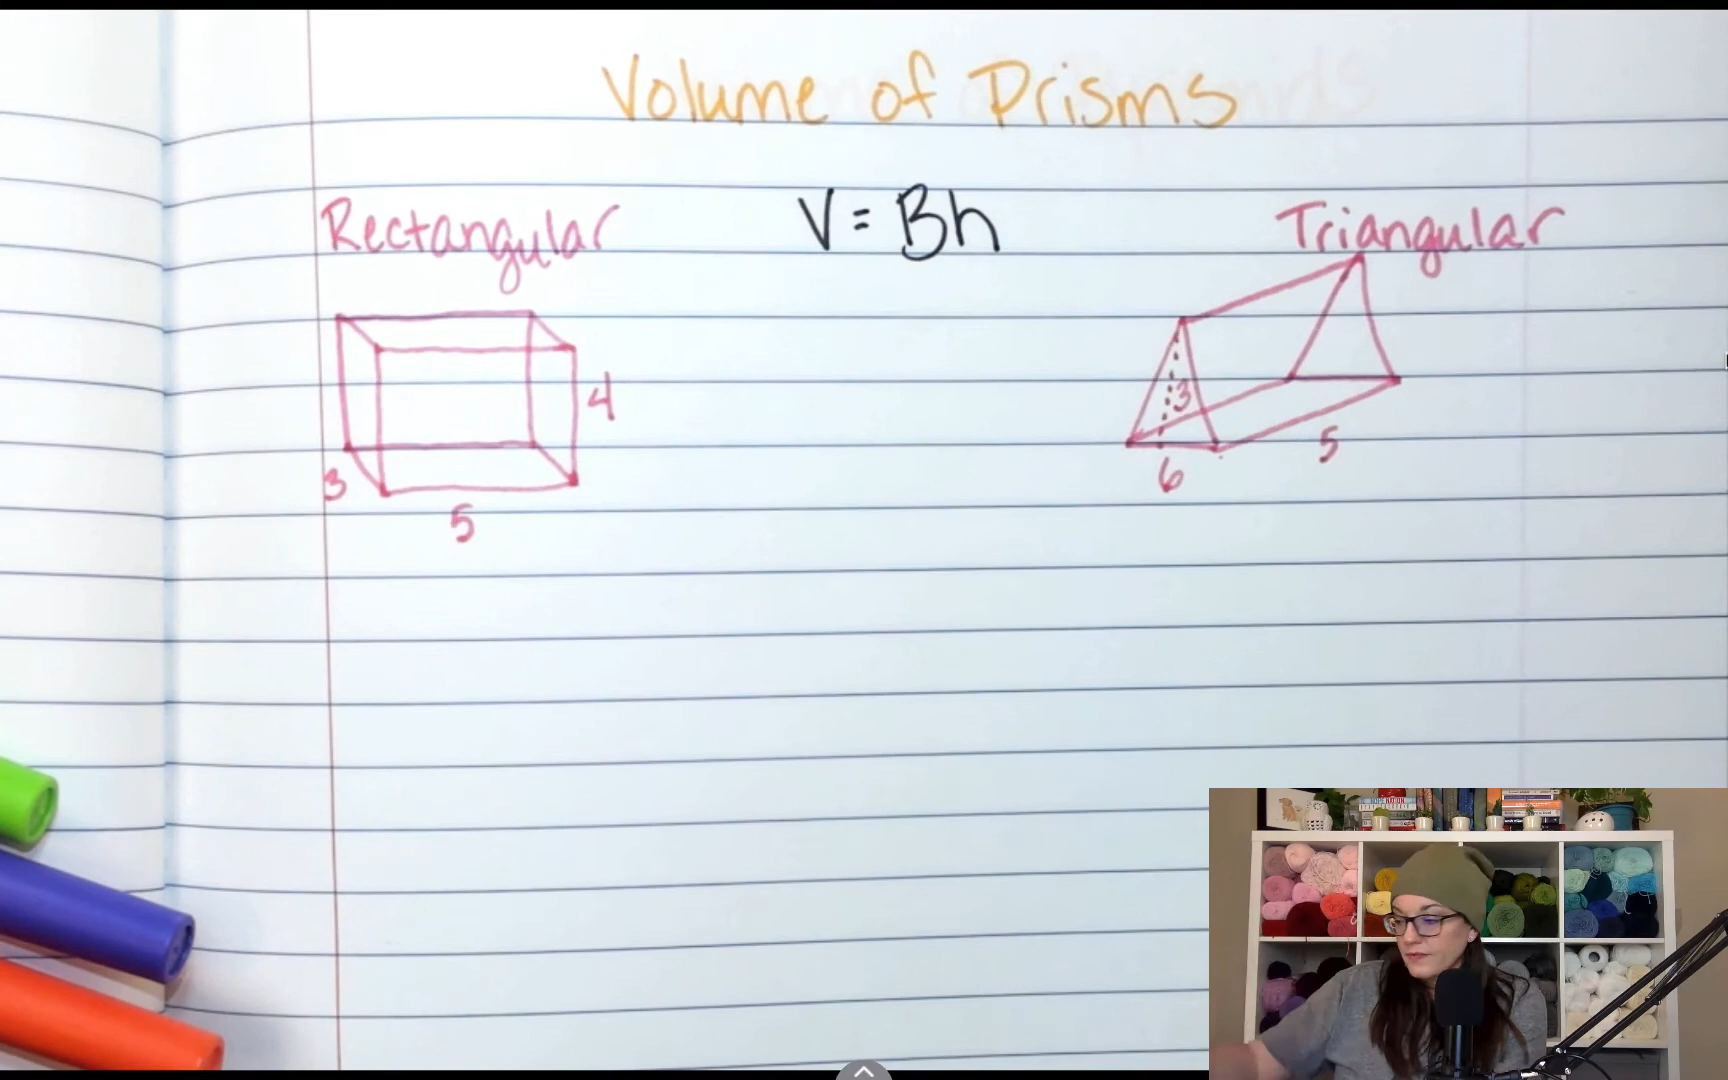 Volume of Prisms
Rectangular
V = Bh
Triangular
4
3
5
3
6
5